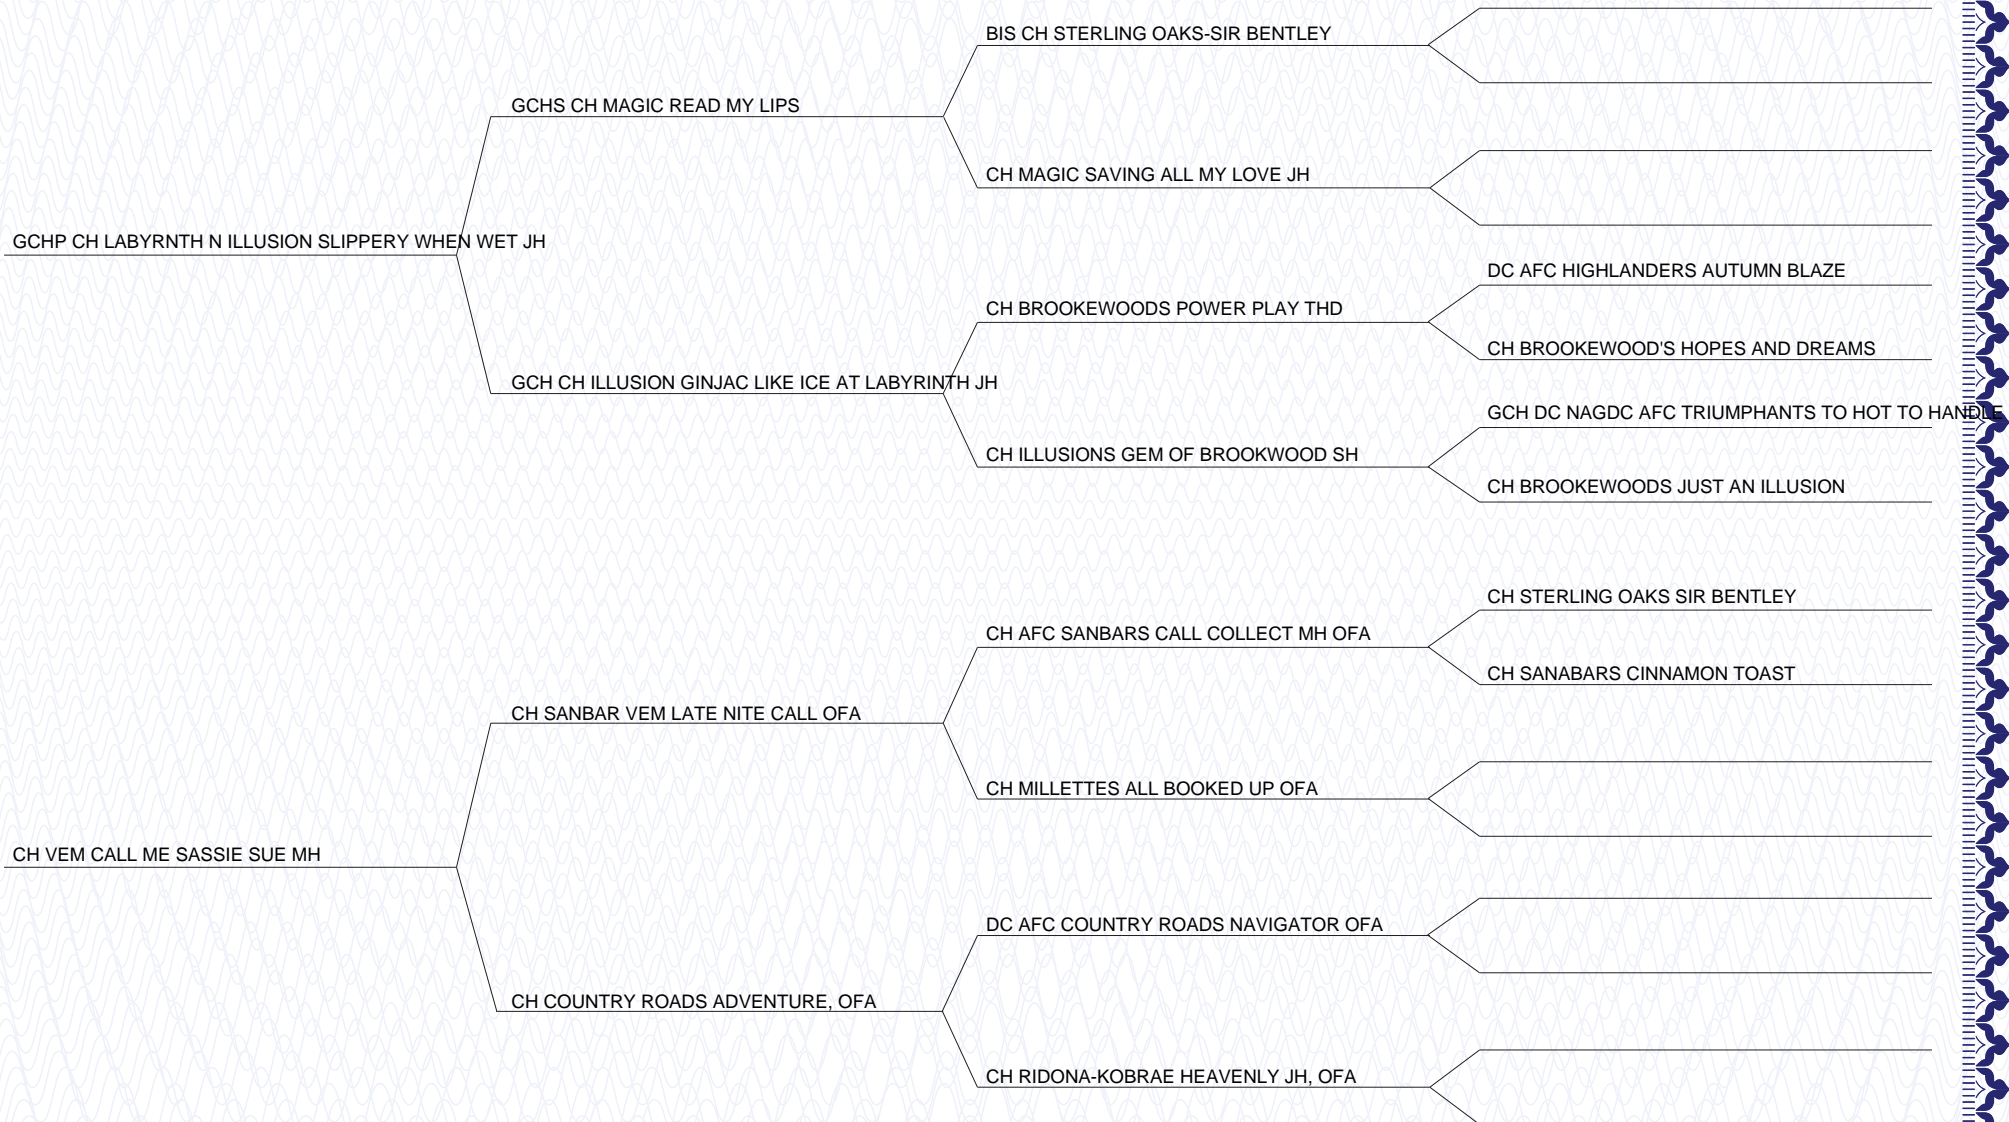 BIS CH STERLING OAKS-SIR BENTLEY
GCHS CH MAGIC READ MY LIPS
CH MAGIC SAVING ALL MY LOVE JH
GCHP CH LABYRNTH N ILLUSION SLIPPERY WHEN WET JH
DC AFC HIGHLANDERS AUTUMN BLAZE
CH BROOKEWOODS POWER PLAY THD
CH BROOKEWOOD'S HOPES AND DREAMS
GCH CH ILLUSION GINJAC LIKE ICE AT LABYRINTH JH
GCH DC NAGDC AFC TRIUMPHANTS TO HOT TO HANDLE
CH ILLUSIONS GEM OF BROOKWOOD SH
CH BROOKEWOODS JUST AN ILLUSION
CH STERLING OAKS SIR BENTLEY
CH AFC SANBARS CALL COLLECT MH OFA
CH SANABARS CINNAMON TOAST
CH SANBAR VEM LATE NITE CALL OFA
CH MILLETTES ALL BOOKED UP OFA
CH VEM CALL ME SASSIE SUE MH
DC AFC COUNTRY ROADS NAVIGATOR OFA
CH COUNTRY ROADS ADVENTURE, OFA
CH RIDONA-KOBRAE HEAVENLY JH, OFA